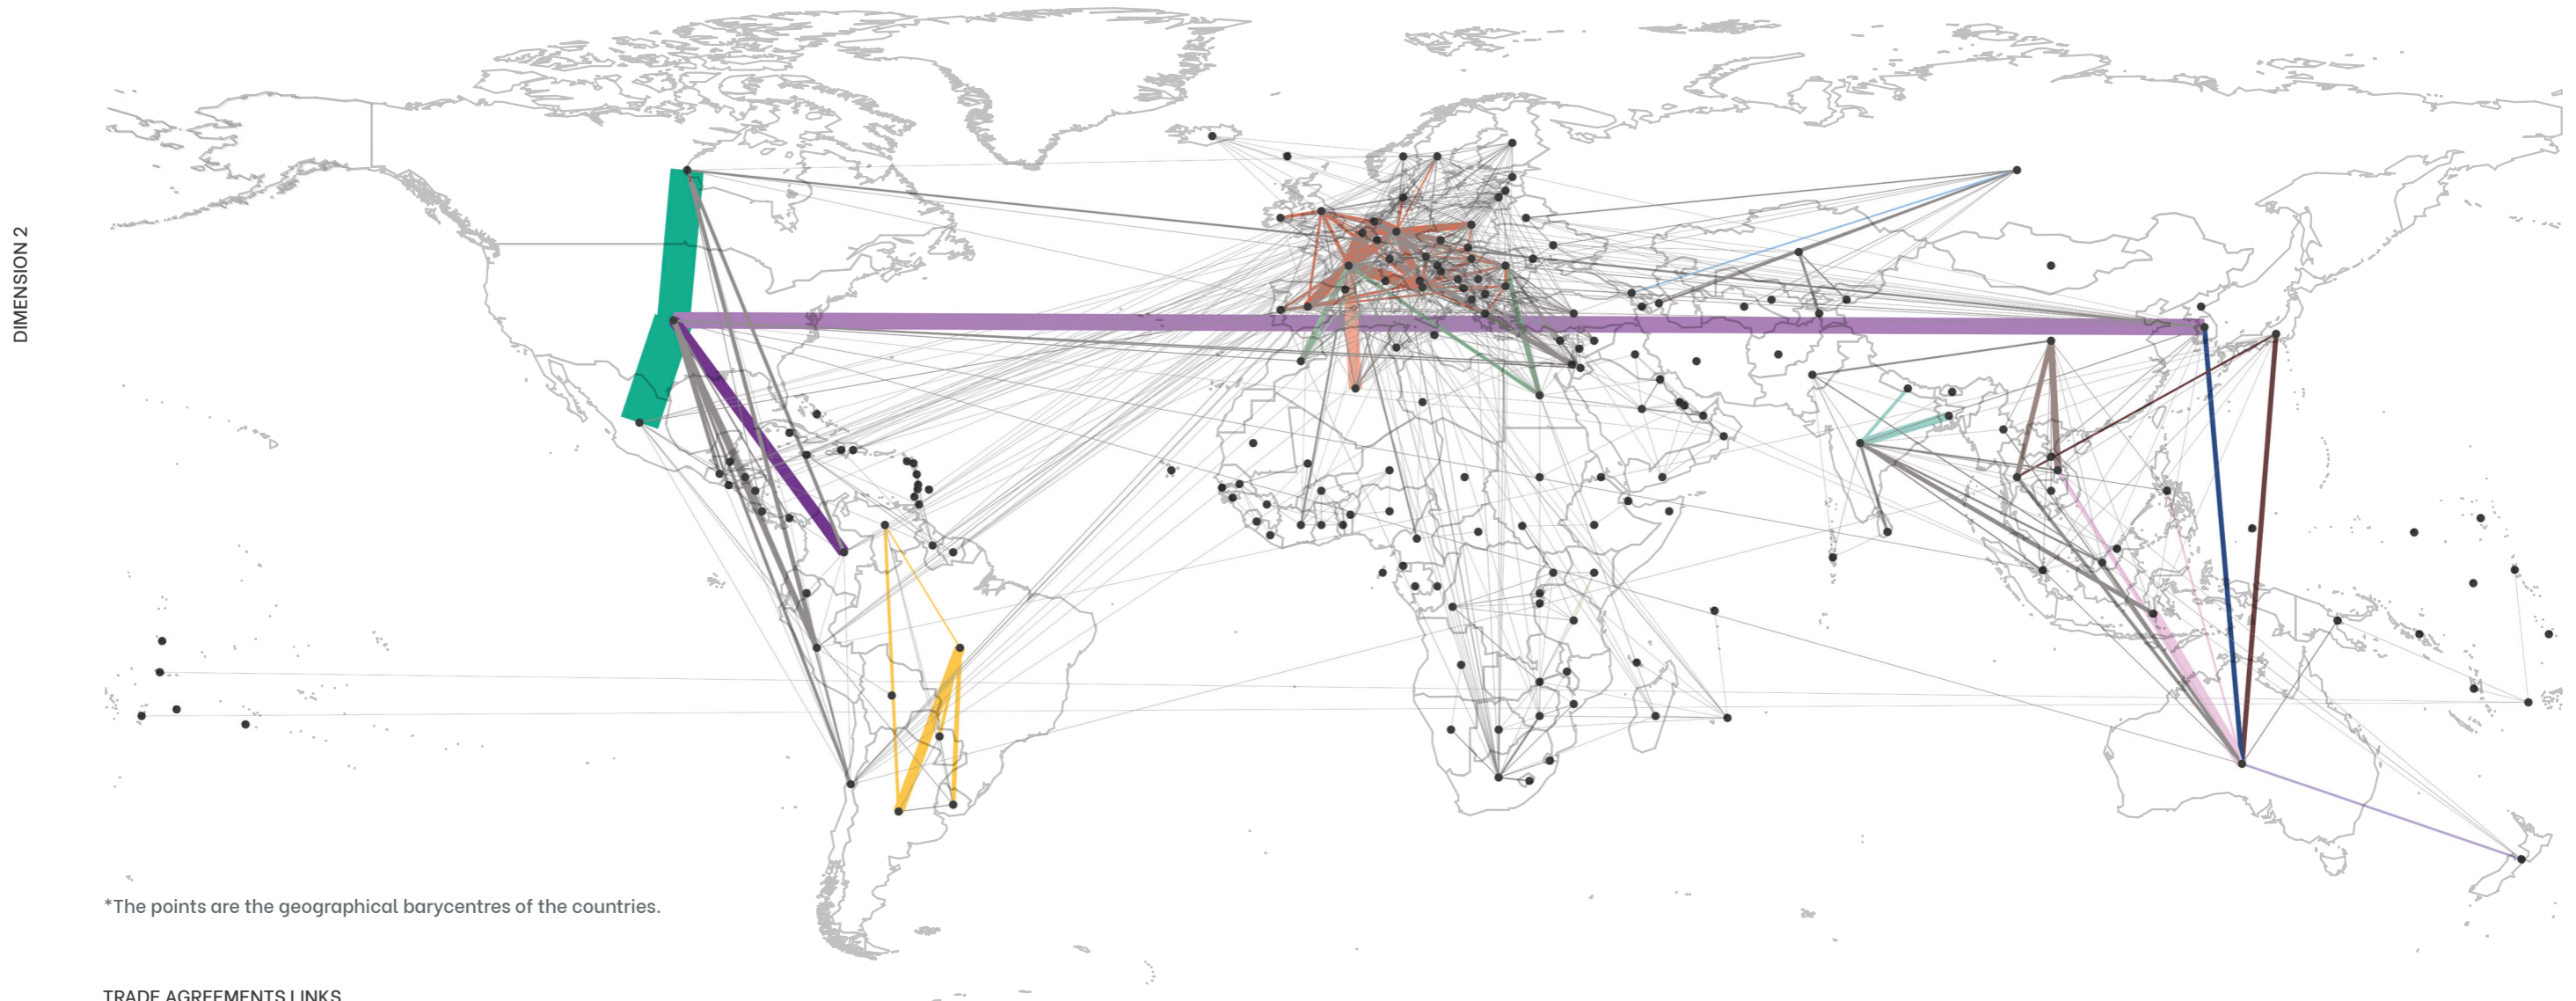 DIMENSION 2
*The points are the geographical barycentres of the countries.
TRADE AGREEMENTS LINKS